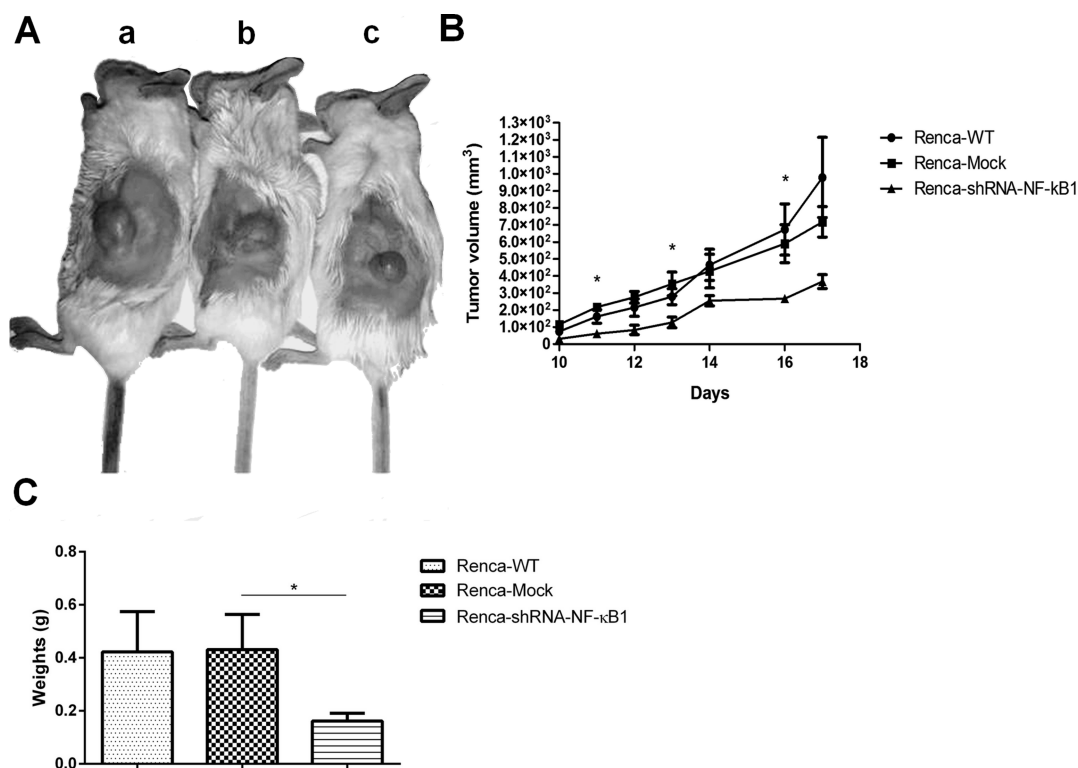 A
a
b
c
B
Tumor volume (mm³)
1.3×10³
1.2×10³
1.1×10³
1.0×10³
9.0×10²
8.0×10²
7.0×10²
6.0×10²
5.0×10²
4.0×10²
3.0×10²
2.0×10²
1.0×10²
0
10
12
14
16
18
Days
*
*
*
Renca-WT
Renca-Mock
Renca-shRNA-NF-kB1
C
Weights (g)
0.8
0.6
0.4
0.2
0.0
*
Renca-WT
Renca-Mock
Renca-shRNA-NF-κB1